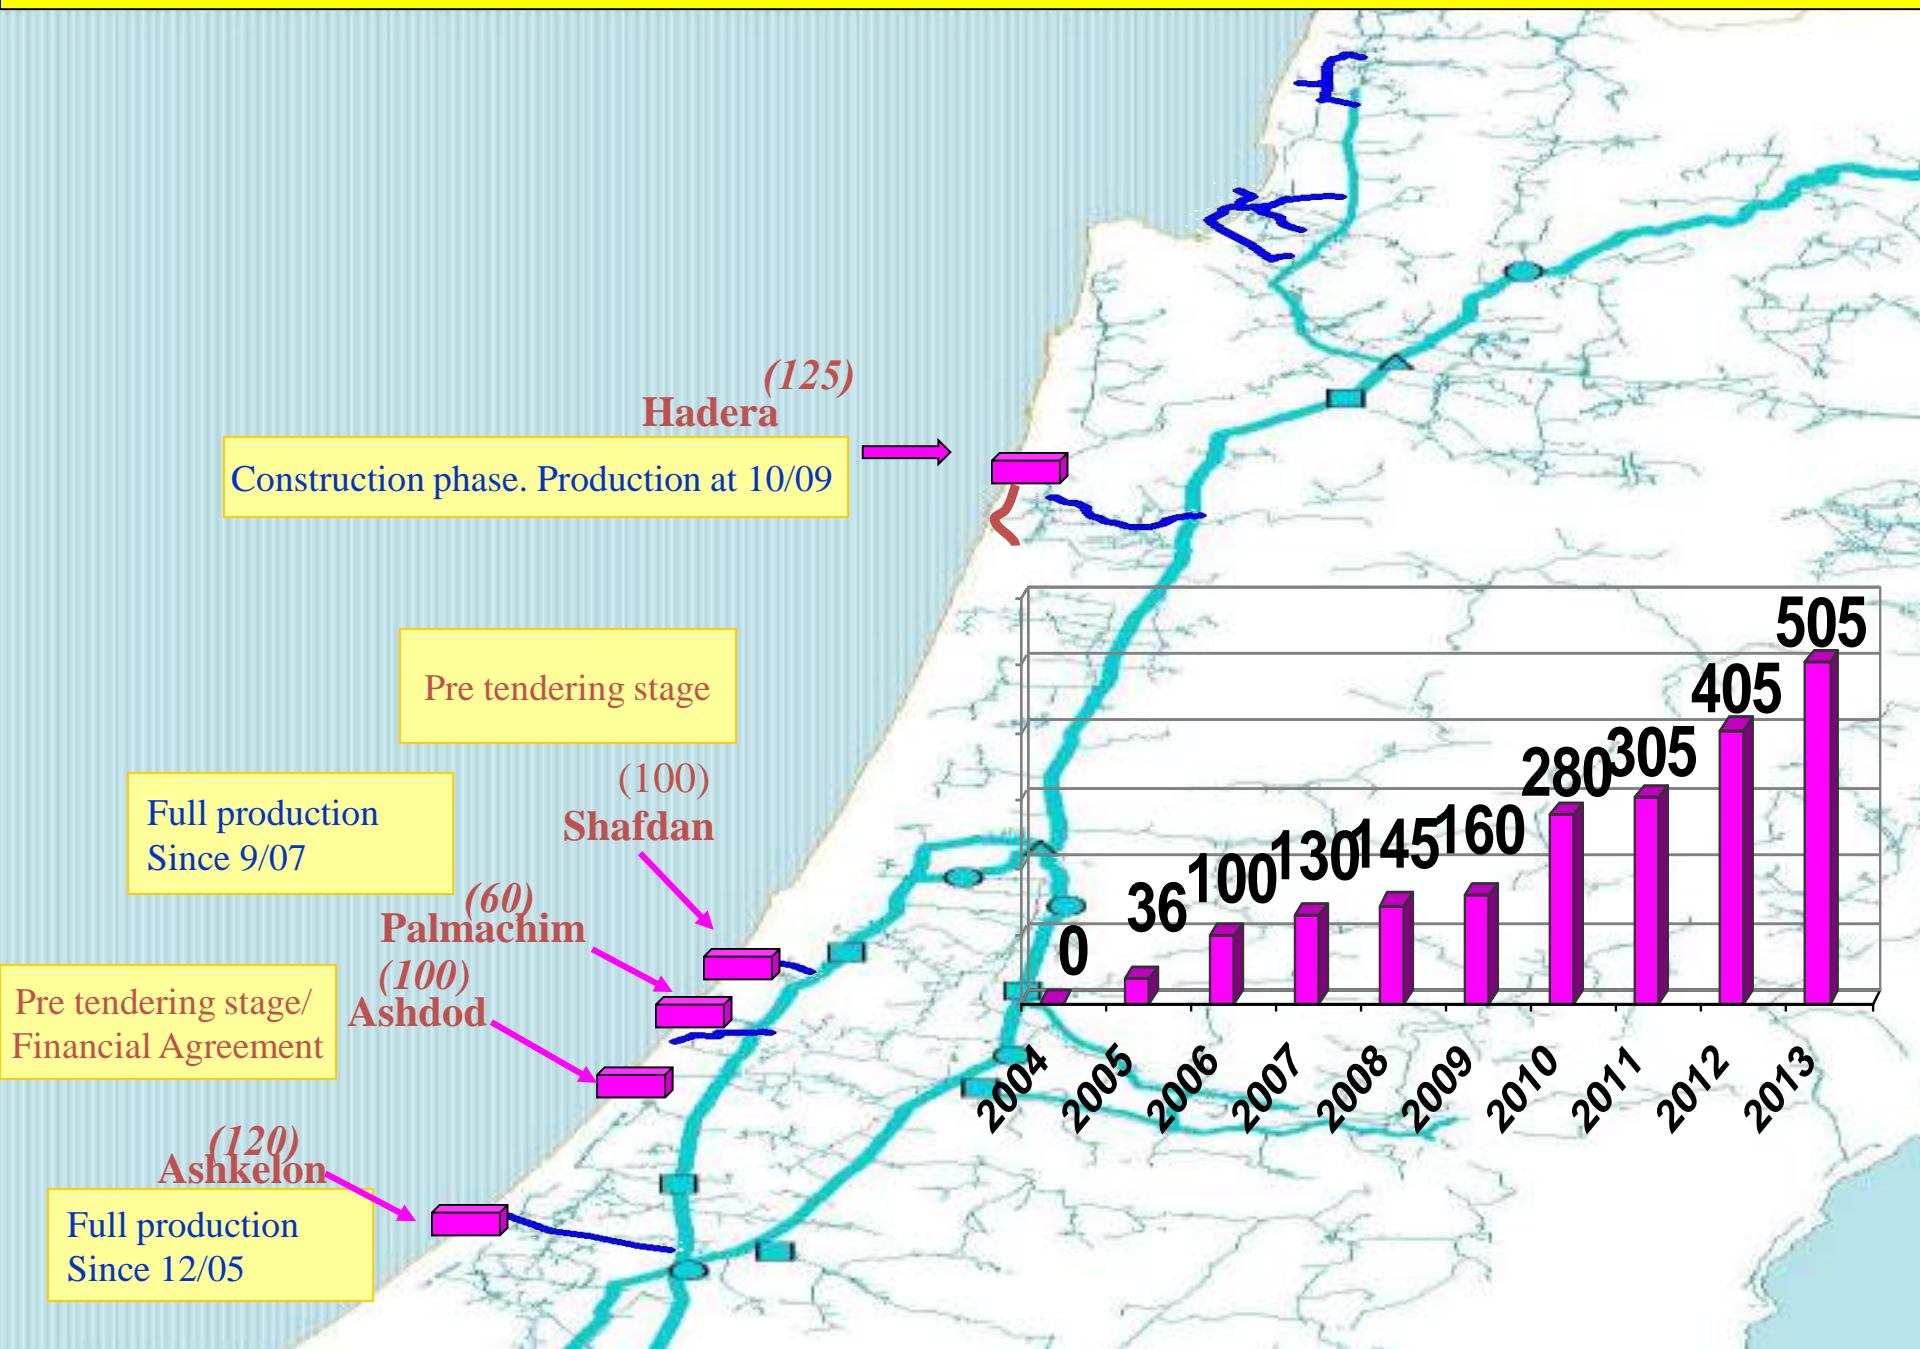 (125)
Hadera
Construction phase. Production at 10/09
Pre tendering stage
(100)
Shafdan
Full production
Since 9/07
(60)
Palmachim
(100)
Ashdod
Pre tendering stage/
Financial Agreement
(120)
Ashkelon
Full production
Since 12/05
0
36
100
130
145
160
280
305
405
505
2004
2005
2006
2007
2008
2009
2010
2011
2012
2013